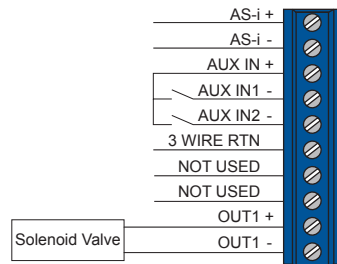 AS-i +
AS-i -
AUX IN +
AUX IN1 -
AUX IN2 -
3 WIRE RTN
NOT USED
NOT USED
OUT1 +
Solenoid Valve
OUT1 -